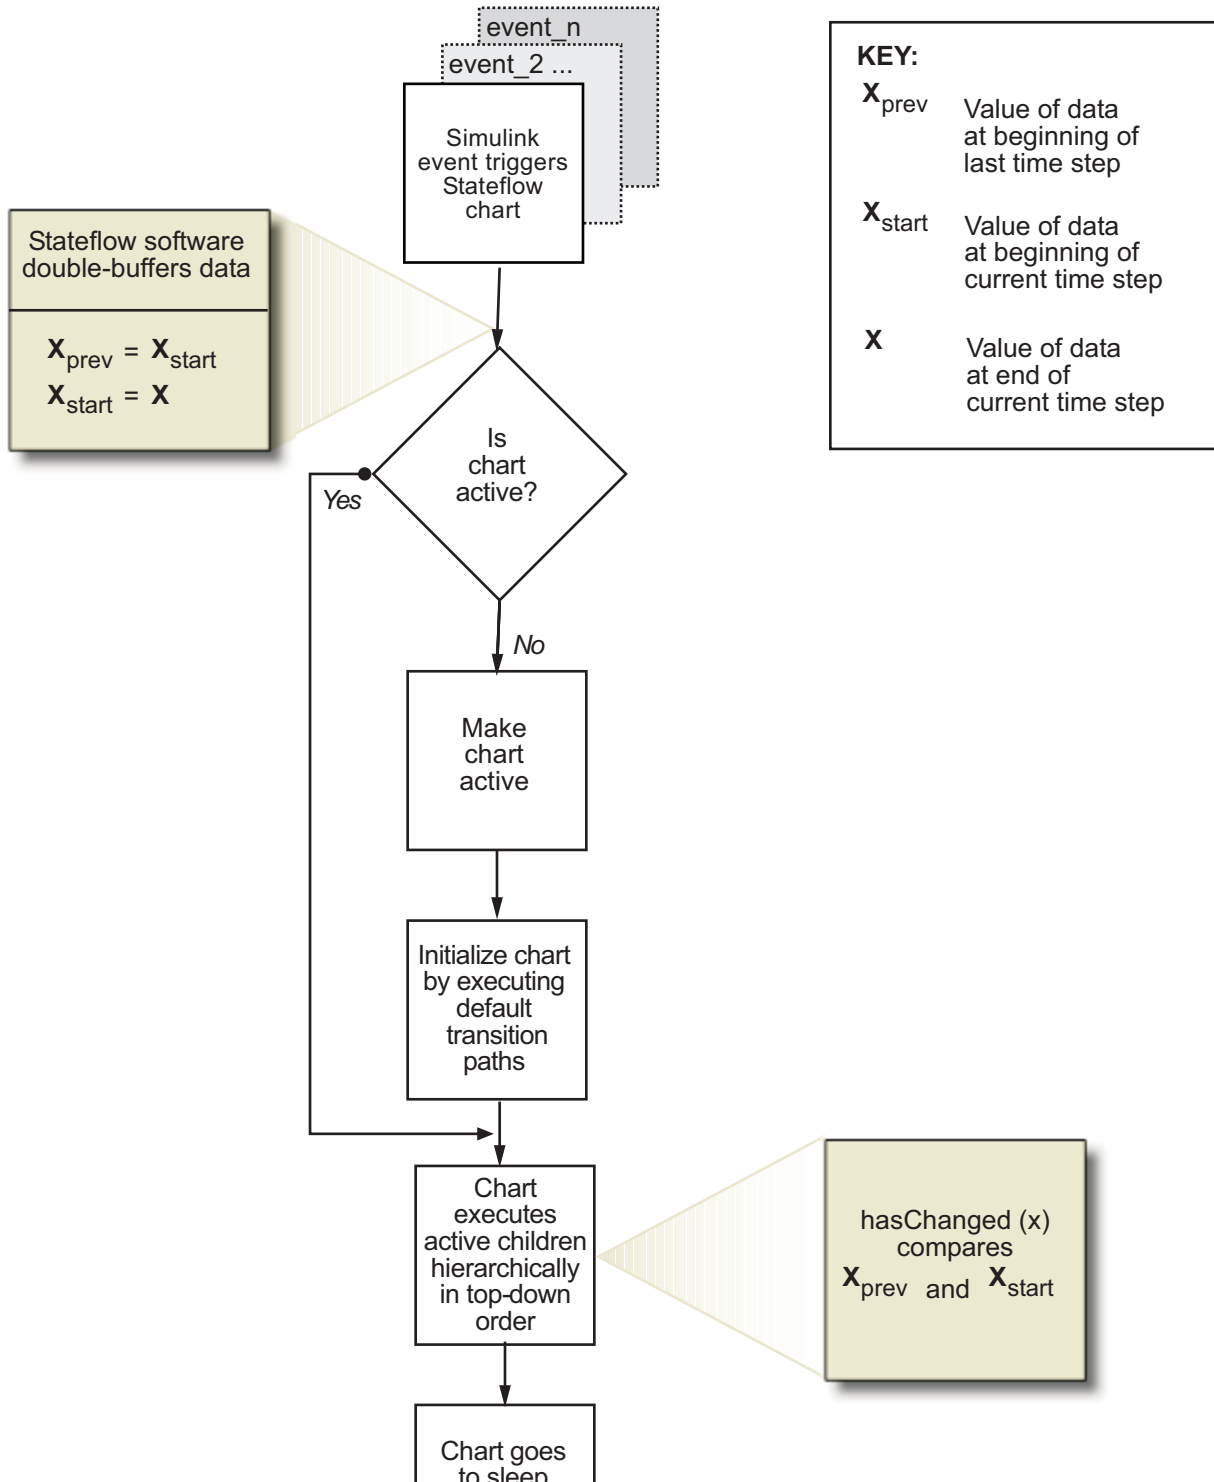 event_n
event_2 ...
Simulink
event triggers
Stateflow
chart
KEY:
Xprev Value of data
at beginning of
last time step
Xstart Value of data
at beginning of
current time step
X Value of data
at end of
current time step
Stateflow software
double-buffers data
Xprev = Xstart
Xstart = X
Is
chart
active?
Yes
No
Make
chart
active
Initialize chart
by executing
default
transition
paths
Chart
executes
active children
hierarchically
in top-down
order
hasChanged (x)
compares
Xprev and Xstart
Chart goes
to sleep